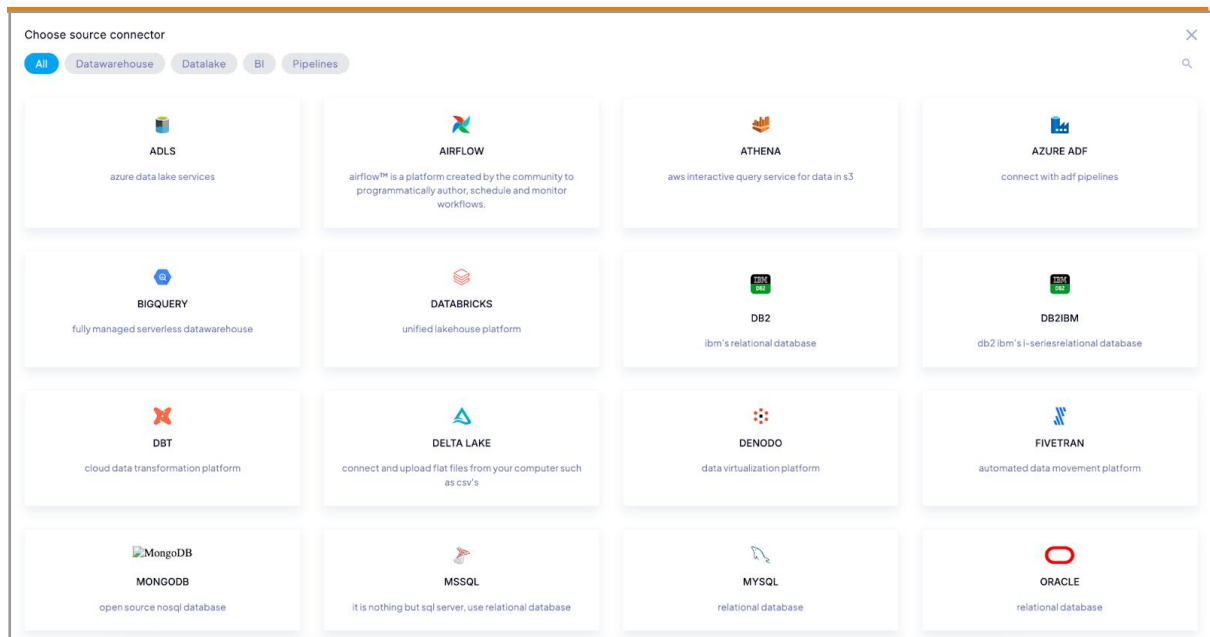 Choose source connector
All Datawarehouse Datalake BI Pipelines
ADLS
azure data lake services
AIRFLOW
airflow™ is a platform created by the community to
programmatically author, schedule and monitor
workflows.
ATHENA
aws interactive query service for data in s3
AZURE ADF
connect with adf pipelines
BIGQUERY
fully managed serverless datawarehouse
DATABRICKS
unified lakehouse platform
IBM
DB2
DB2
ibm's relational database
IBM
DB2
DB2IBM
db2 ibm's i-seriesrelational database
DBT
cloud data transformation platform
DELTA LAKE
connect and upload flat files from your computer such
as csv's
DENODO
data virtualization platform
FIVETRAN
automated data movement platform
MongoDB
MONGODB
open source nosql database
MSSQL
it is nothing but sql server, use relational database
MYSQL
relational database
ORACLE
relational database